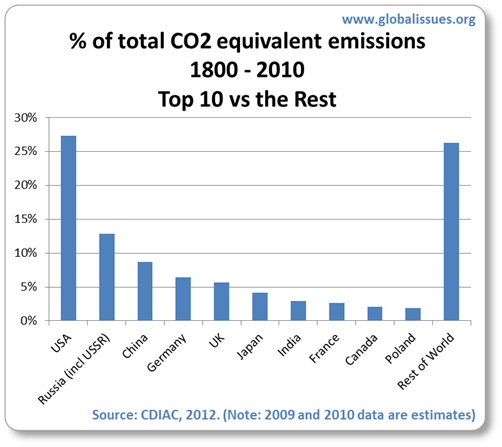 www.globalissues.org
% of total CO2 equivalent emissions
1800 - 2010
Top 10 vs the Rest
30%
25%
20%
15%
10%
5%
0%
USA
Russia (incl USSR)
China
Germany
UK
Japan
India
France
Canada
Poland
Rest of World
Source: CDIAC, 2012. (Note: 2009 and 2010 data are estimates)